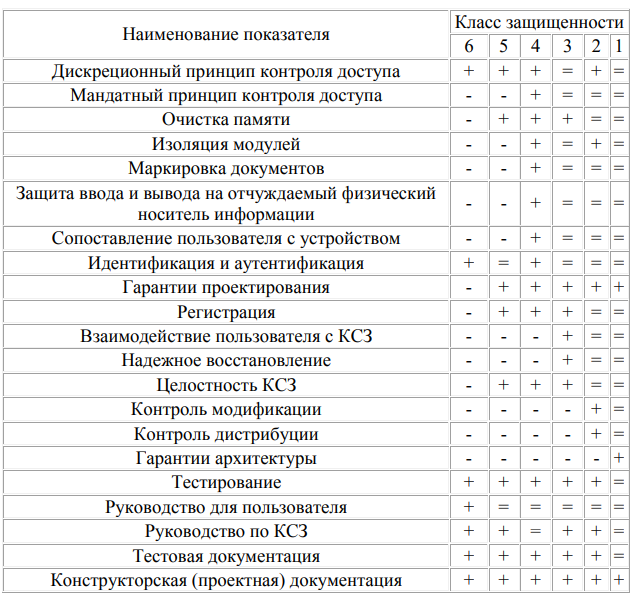 Наименование показателя
Класс защищенности
6 5 4 3 2 1
Дискреционный принцип контроля доступа + + + = + =
Мандатный принцип контроля доступа - - + = = =
Очистка памяти - + + + = =
Изоляция модулей - - + = + =
Маркировка документов - - + = = =
Защита ввода и вывода на отчуждаемый физический
носитель информации - - + = = =
Сопоставление пользователя с устройством - - + = = =
Идентификация и аутентификация + = + = = =
Гарантии проектирования - + + + + +
Регистрация - + + + = =
Взаимодействие пользователя с КСЗ - - - + = =
Надежное восстановление - - - + = =
Целостность КСЗ - + + + = =
Контроль модификации - - - - + =
Контроль дистрибуции - - - - + =
Гарантии архитектуры - - - - - +
Тестирование + + + + + =
Руководство для пользователя + = = = = =
Руководство по КСЗ + + = + + =
Тестовая документация + + + + + =
Конструкторская (проектная) документация + + + + + +